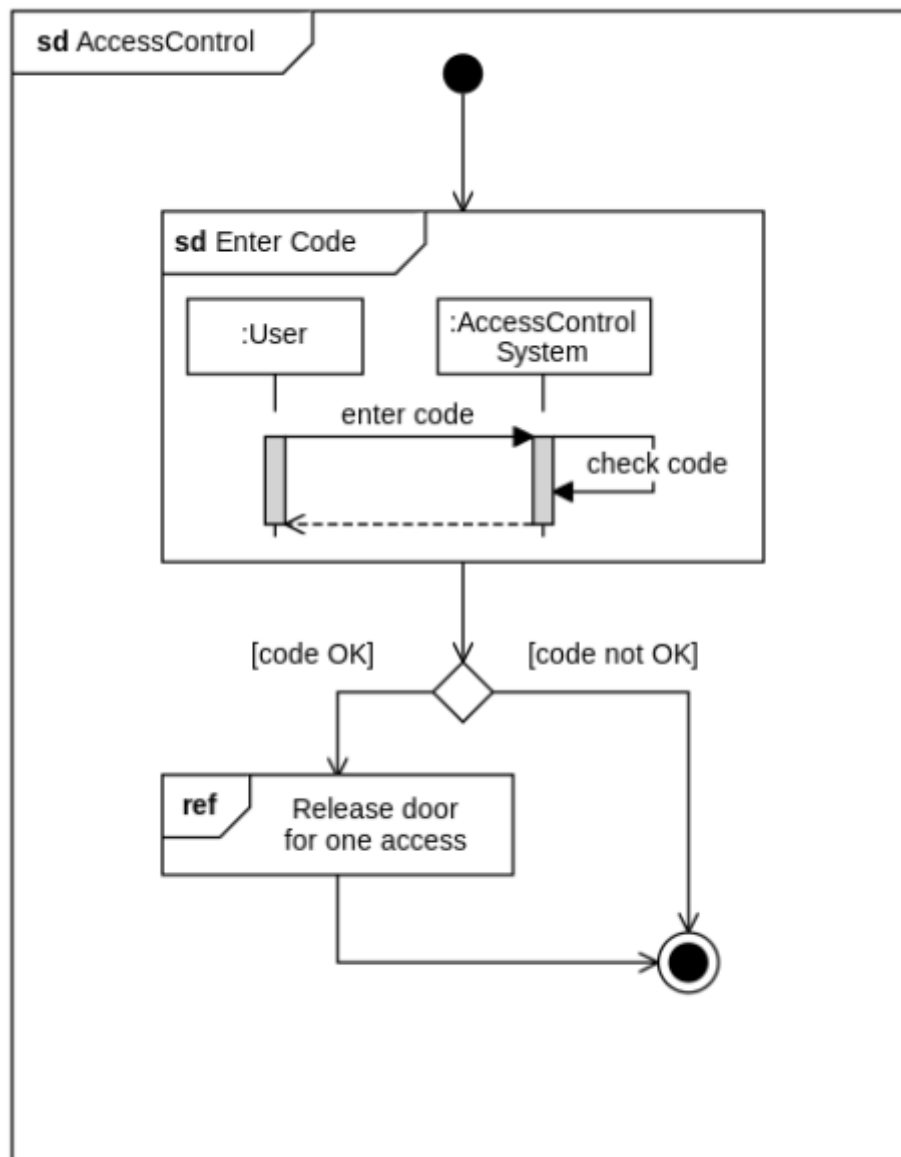 sd AccessControl
sd Enter Code
:User
:AccessControl
System
enter code
check code
[code OK]
[code not OK]
ref
Release door
for one access